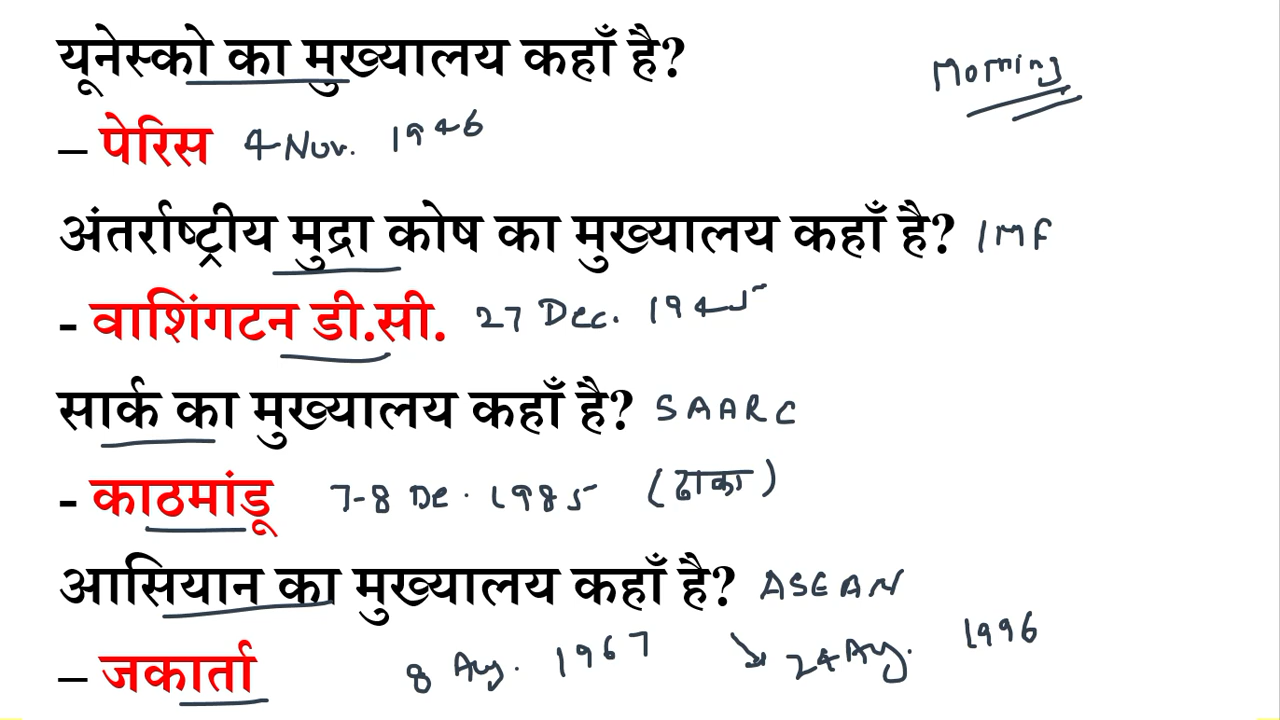 यूनेस्को का मुख्यालय कहाँ है?
Morning
– पेरिस 4 Nov. 1946
अंतर्राष्ट्रीय मुद्रा कोष का मुख्यालय कहाँ है? IMF
- वाशिंगटन डी.सी. 27 Dec. 1945
सार्क का मुख्यालय कहाँ है? SAARC
- काठमांडू 7-8 De. 1985 (ढाका)
आसियान का मुख्यालय कहाँ है? ASEAN
– जकार्ता 8 Aug. 1967 24 Aug. 1996